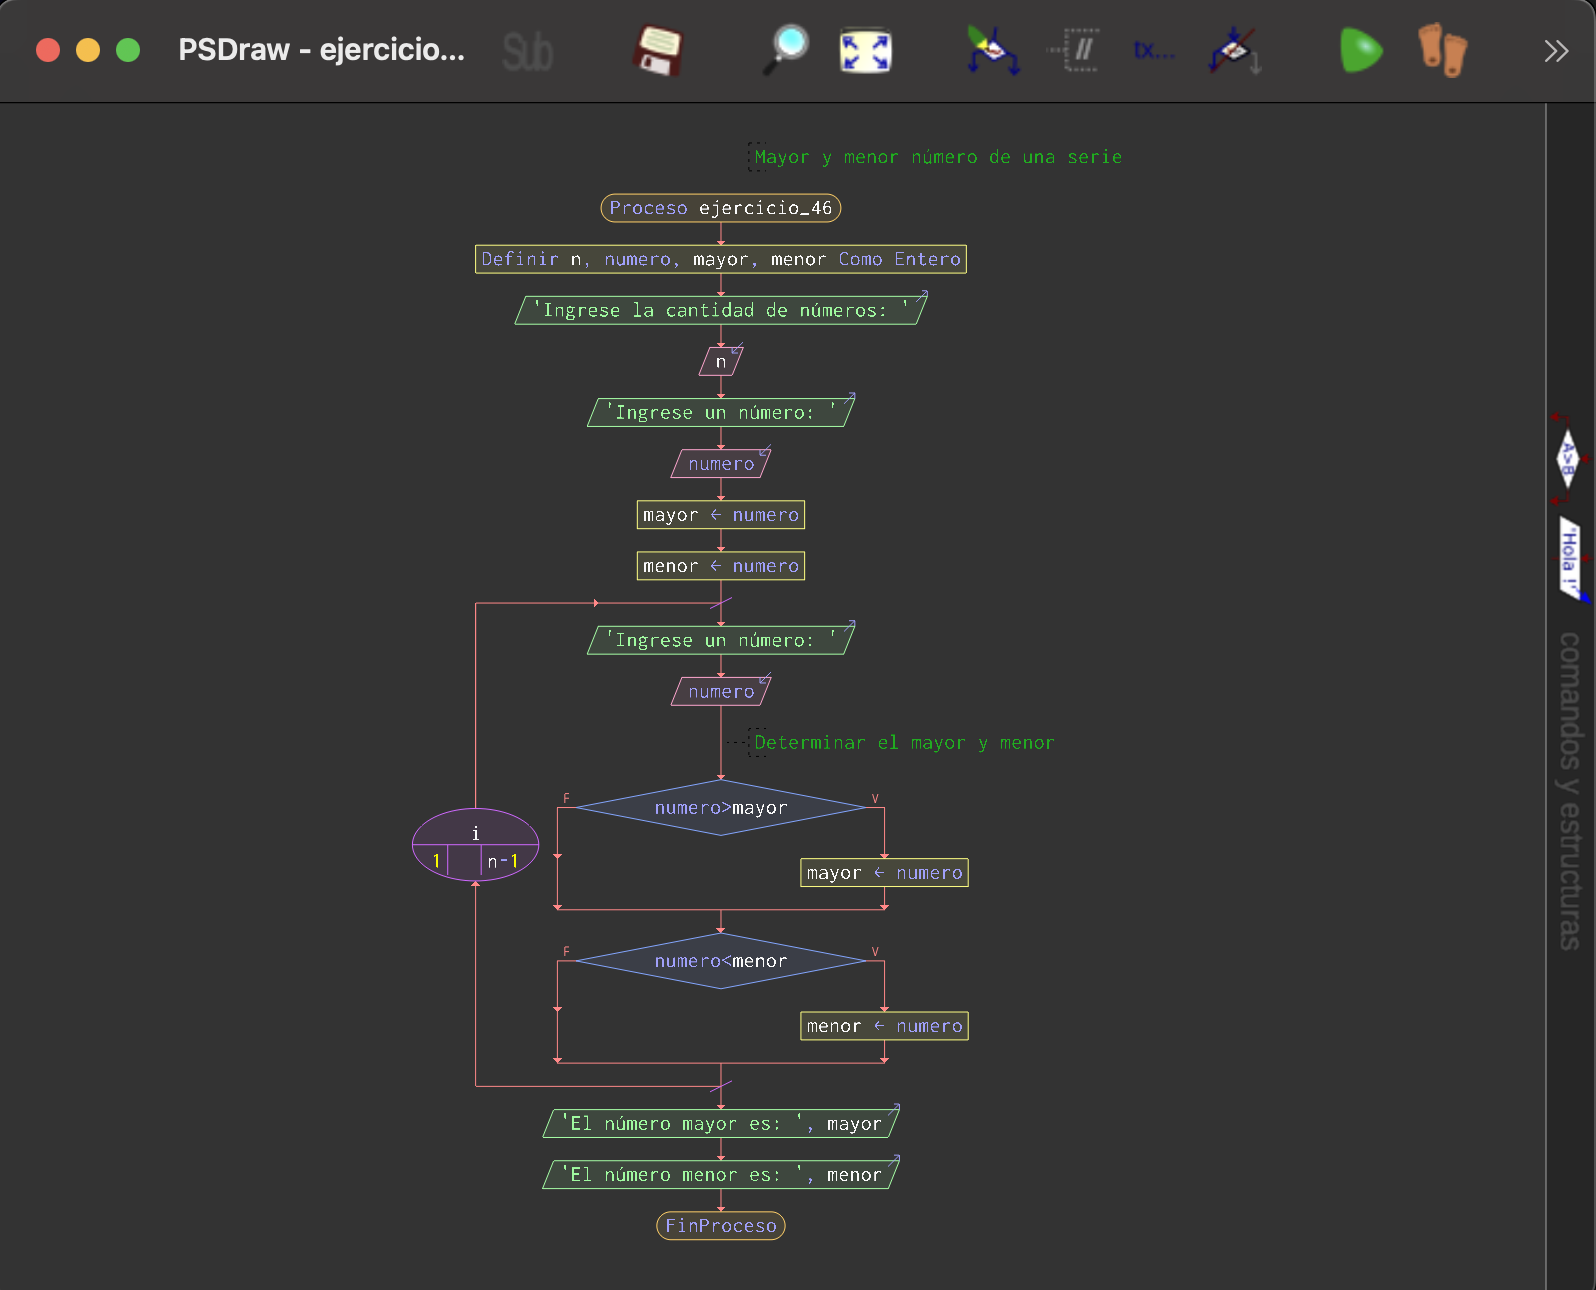 PSDraw - ejercicio...
Sub
//
tx...
Mayor y menor número de una serie
Proceso ejercicio_46
Definir n, numero, mayor, menor Como Entero
'Ingrese la cantidad de números: '
n
'Ingrese un número: '
numero
mayor ← numero
menor ← numero
'Ingrese un número: '
numero
Determinar el mayor y menor
F
numero>mayor
V
i
1
n-1
mayor ← numero
F
numero<menor
V
menor ← numero
'El número mayor es: ', mayor
'El número menor es: ', menor
FinProceso
A>B
'Hola !'
comandos y estructuras